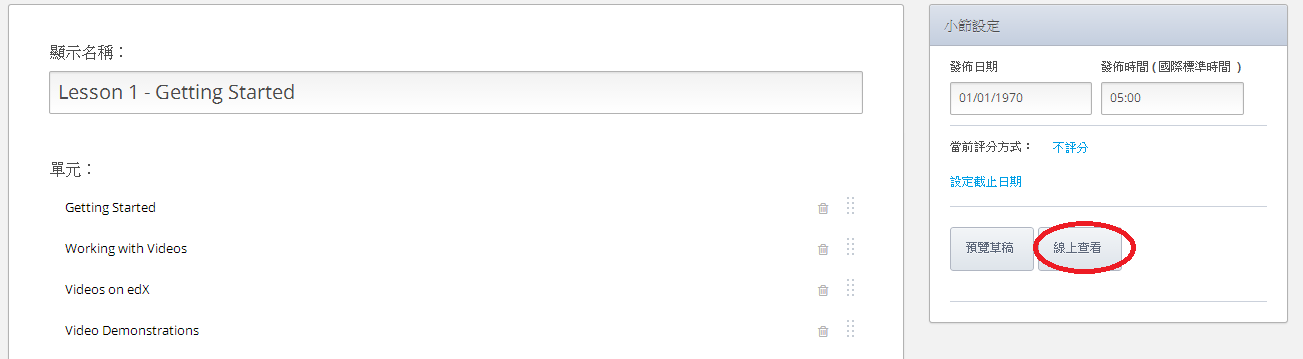 顯示名稱：
Lesson 1 - Getting Started
單元：
Getting Started
Working with Videos
Videos on edX
Video Demonstrations
小節設定
發佈日期
發佈時間 ( 國際標準時間 )
01/01/1970
05:00
當前評分方式： 不評分
設定截止日期
預覽草稿
線上查看